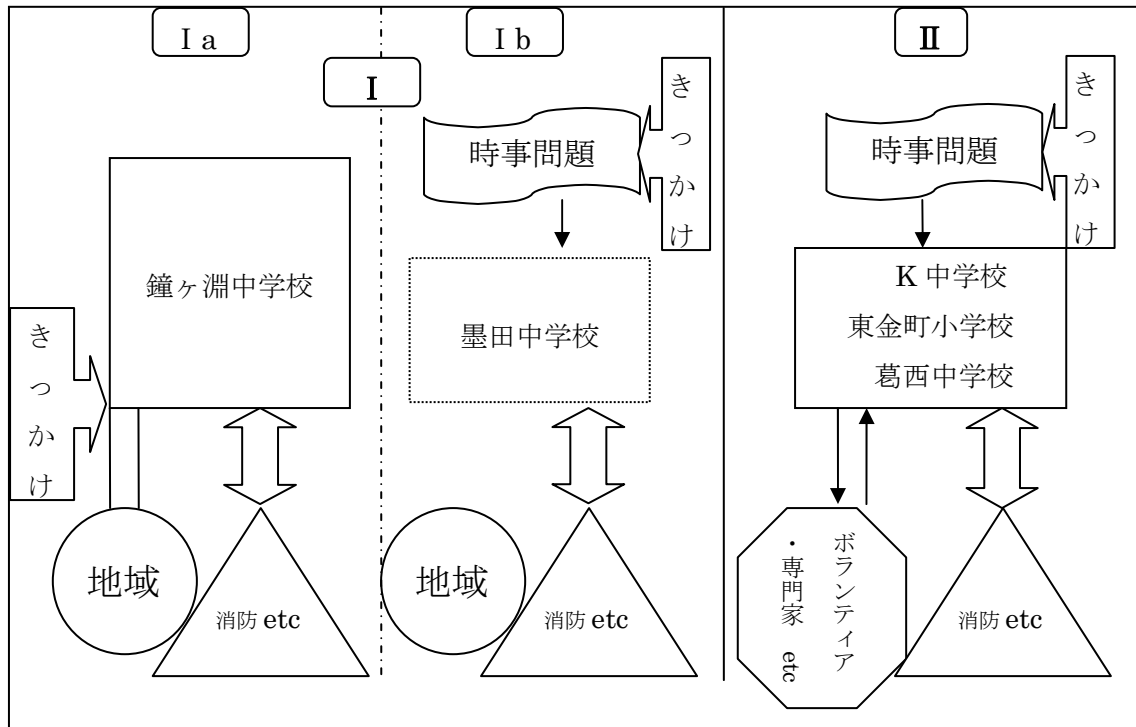 Ⅰa
Ⅰb
Ⅱ
Ⅰ
きっかけ
鐘ヶ淵中学校
地域
消防 etc
きっかけ
時事問題
墨田中学校
地域
消防 etc
きっかけ
時事問題
K 中学校
東金町小学校
葛西中学校
ボランティア
・専門家 etc
消防 etc